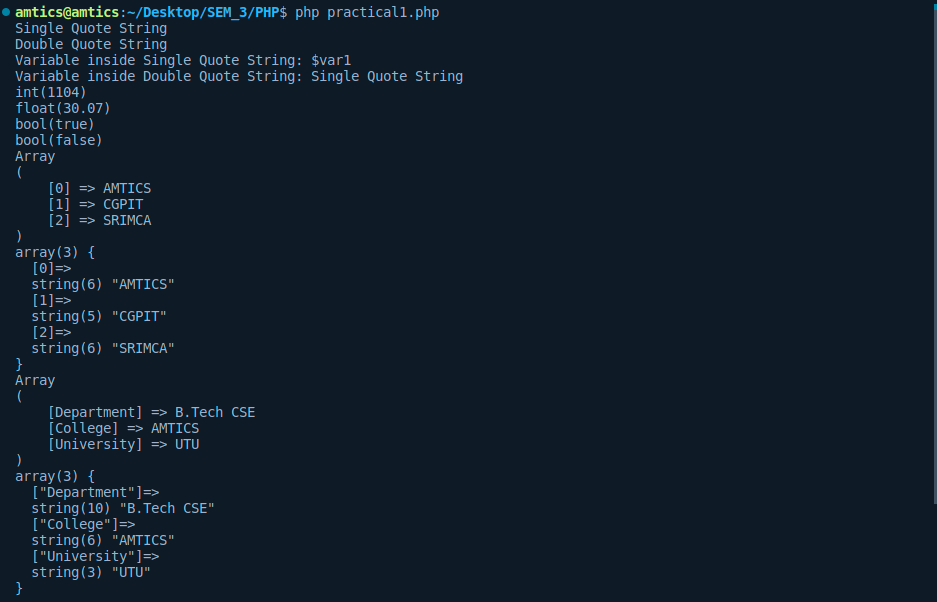 amtics@amtics:~/Desktop/SEM_3/PHP$ php practical1.php
Single Quote String
Double Quote String
Variable inside Single Quote String: $var1
Variable inside Double Quote String: Single Quote String
int(1104)
float(30.07)
bool(true)
bool(false)
Array
(
    [0] => AMTICS
    [1] => CGPIT
    [2] => SRIMCA
)
array(3) {
  [0]=>
  string(6) "AMTICS"
  [1]=>
  string(5) "CGPIT"
  [2]=>
  string(6) "SRIMCA"
}
Array
(
    [Department] => B.Tech CSE
    [College] => AMTICS
    [University] => UTU
)
array(3) {
  ["Department"]=>
  string(10) "B.Tech CSE"
  ["College"]=>
  string(6) "AMTICS"
  ["University"]=>
  string(3) "UTU"
}